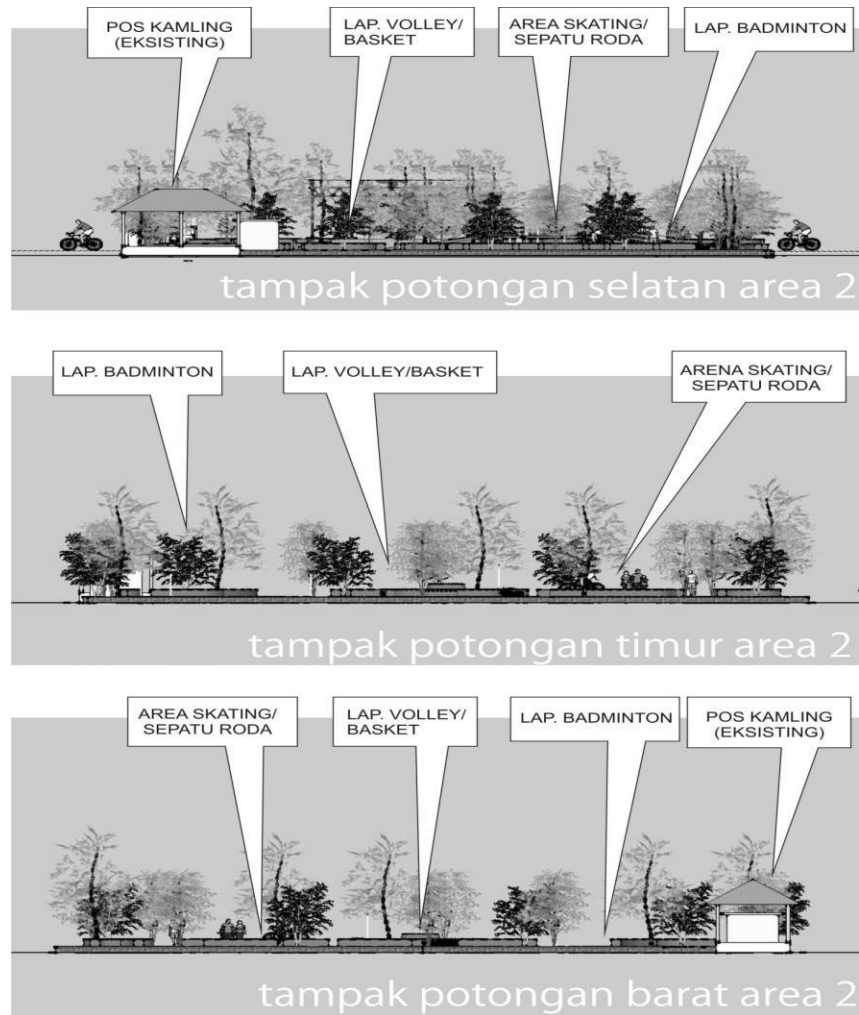 POS KAMLING
(EKSISTING)
LAP. VOLLEY/
BASKET
AREA SKATING/
SEPATU RODA
LAP. BADMINTON
tampak potongan selatan area 2
LAP. BADMINTON
LAP. VOLLEY/BASKET
ARENA SKATING/
SEPATU RODA
tampak potongan timur area 2
AREA SKATING/
SEPATU RODA
LAP. VOLLEY/
BASKET
LAP. BADMINTON
POS KAMLING
(EKSISTING)
tampak potongan barat area 2